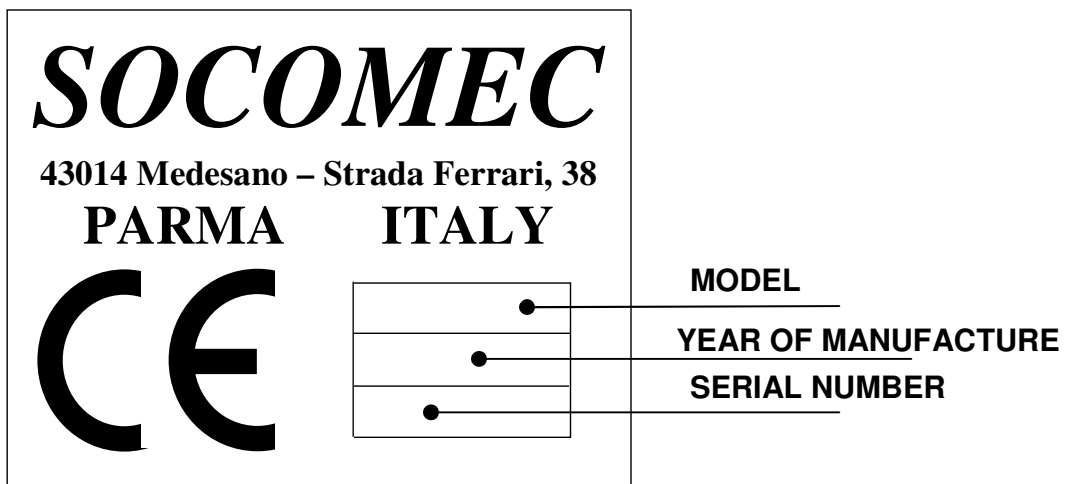 SOCOMEC
43014 Medesano – Strada Ferrari, 38
PARMA ITALY
CE
MODEL
YEAR OF MANUFACTURE
SERIAL NUMBER